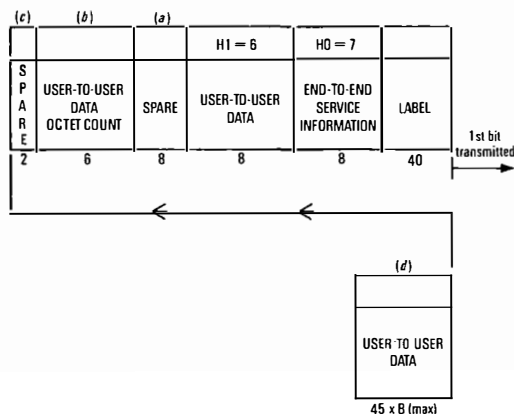 (c) (b) (a)
H1 = 6 H0 = 7
S
P
A
R
E
USER-TO-USER
DATA
OCTET COUNT
SPARE
USER-TO-USER
DATA
END-TO-END
SERVICE
INFORMATION
LABEL
1st bit
transmitted
2 6 8 8 8 40
(d)
USER TO USER
DATA
45 x 8 (max)